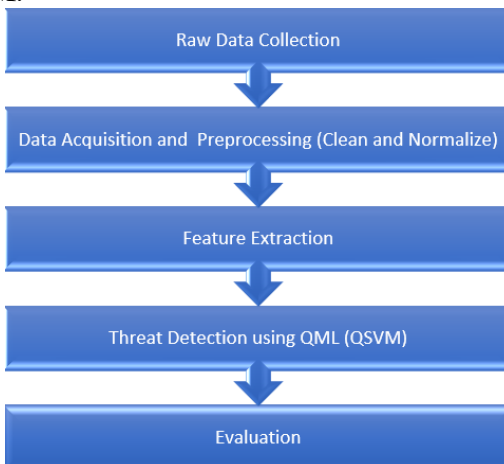 Raw Data Collection
Data Acquisition and Preprocessing (Clean and Normalize)
Feature Extraction
Threat Detection using QML (QSVM)
Evaluation